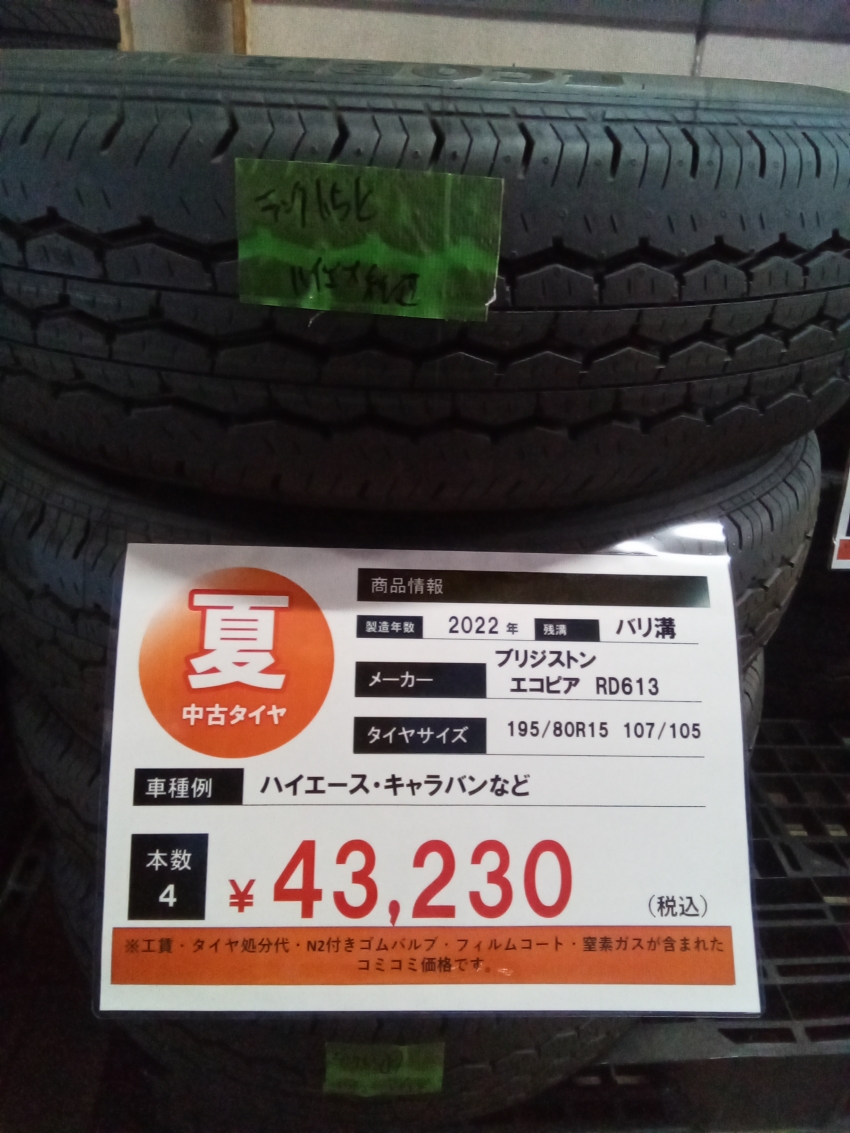 夏
中古タイヤ
商品情報
製造年数 2022 年 残溝 バリ溝
メーカー ブリジストン
エコピア RD613
タイヤサイズ 195/80R15 107/105
車種例 ハイエース・キャラバンなど
本数
4
¥43,230
(税込)
※工賃・タイヤ処分代・N2付きゴムバルブ・フィルムコート・窒素ガスが含まれた
コミコミ価格です。